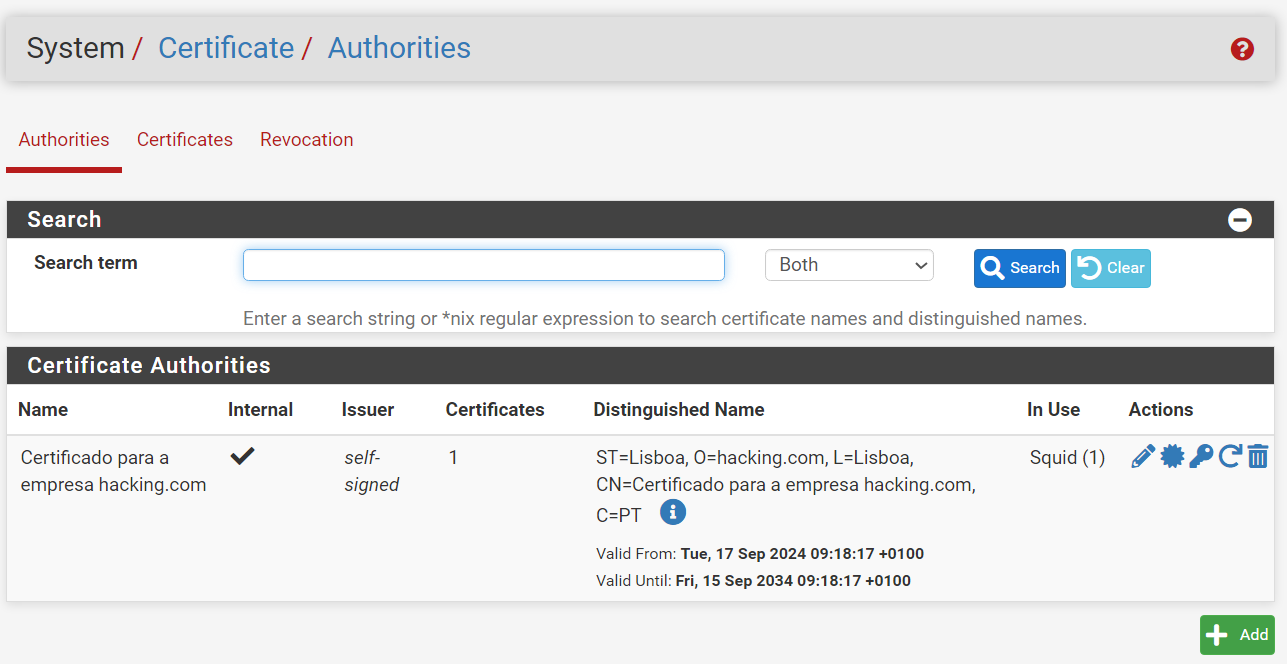 System / Certificate / Authorities
Authorities Certificates Revocation
Search
Search term Both Search Clear
Enter a search string or *nix regular expression to search certificate names and distinguished names.
Certificate Authorities
Name Internal Issuer Certificates Distinguished Name In Use Actions
Certificado para a self- 1 ST=Lisboa, O=hacking.com, L=Lisboa, Squid (1)
empresa hacking.com signed CN=Certificado para a empresa hacking.com,
C=PT
Valid From: Tue, 17 Sep 2024 09:18:17 +0100
Valid Until: Fri, 15 Sep 2034 09:18:17 +0100
Add